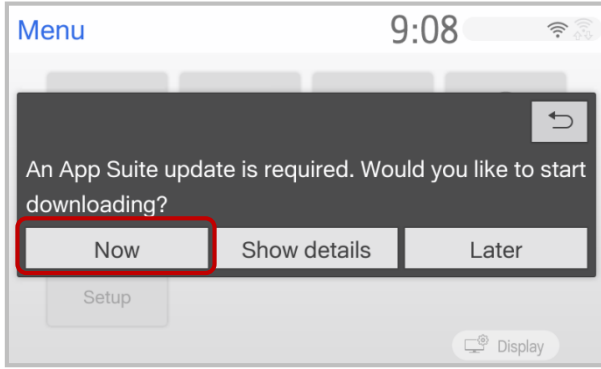 Menu
9:08
An App Suite update is required. Would you like to start
downloading?
Now
Show details
Later
Setup
Display